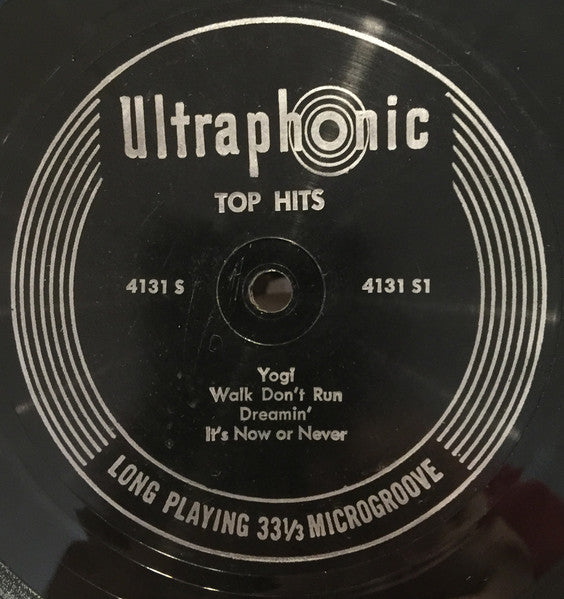 Ultraphonic
TOP HITS
4131 S
4131 S1
Yogi
Walk Don't Run
Dreamin'
It's Now or Never
LONG PLAYING 33⅓ MICROGROOVE